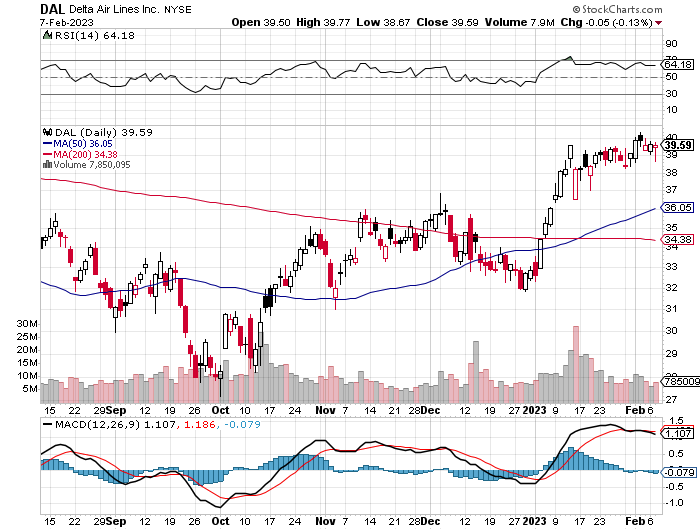 DAL Delta Air Lines Inc. NYSE © StockCharts.com
7-Feb-2023 Open 39.50 High 39.77 Low 38.67 Close 39.59 Volume 7.9M Chg -0.05 (-0.13%)
RSI(14) 64.18
90
70
64.18
50
30
10
DAL (Daily) 39.59
MA(50) 36.05
MA(200) 34.38
Volume 7,850,095
40
39.59
39
38
37
36.05
35
34.38
33
32
31
30
29
28
27
30M
25M
20M
15M
10M
5M
785009
15 22 29 Sep 12 19 26 Oct 10 17 24 Nov 7 14 21 28 Dec 12 19 27 2023 9 17 23 Feb 6
MACD(12,26,9) 1.107, 1.186, -0.079
1.5
1.107
0.5
0.0
-0.079
-0.5
-1.0
15 22 29 Sep 12 19 26 Oct 10 17 24 Nov 7 14 21 28 Dec 12 19 27 2023 9 17 23 Feb 6